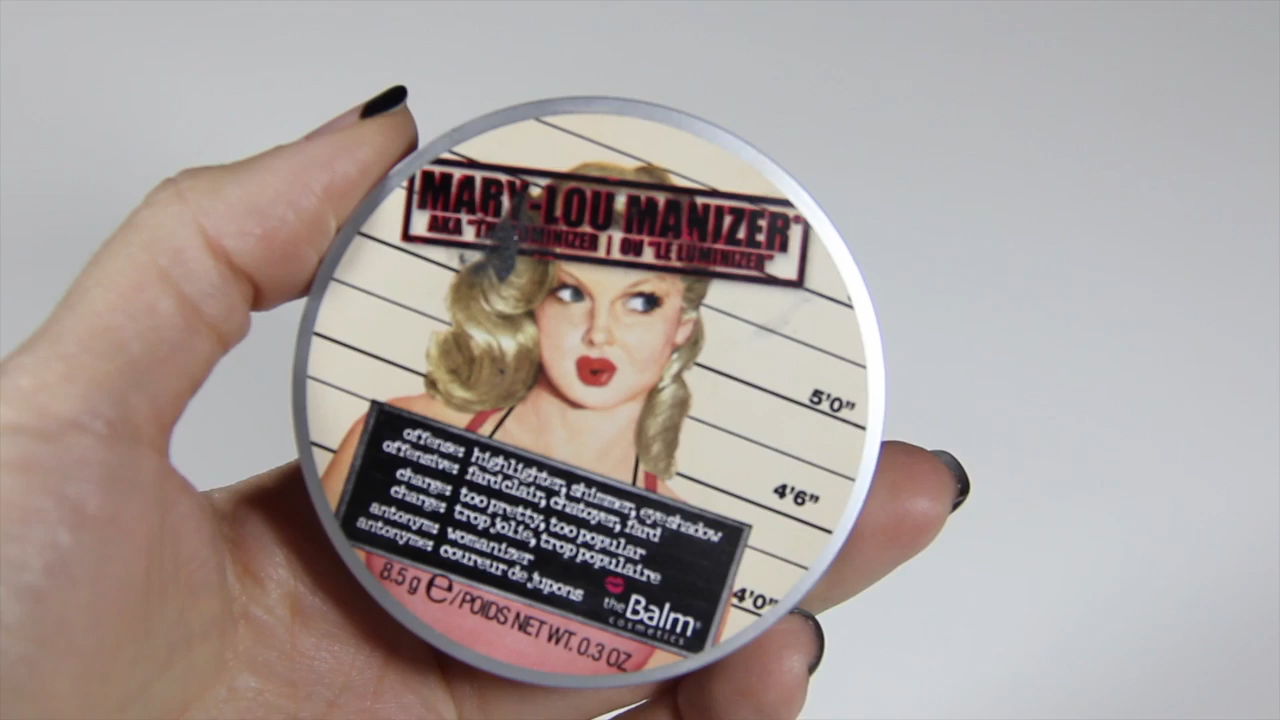 MARY-LOU MANIZER®
AKA "THE LUMINIZER" | OU "LE LUMINIZER"
5'0"
4'6"
4'0"
offense: highlighter, shimmer, eyeshadow
offensive: fard clair, chatoyer, fard
charge: too pretty, too popular
charge: trop jolie, trop populaire
antonym: womanizer
antonyme: coureur de jupons
theBalm®
cosmetics
8.5 g e / POIDS NET WT. 0.3 OZ